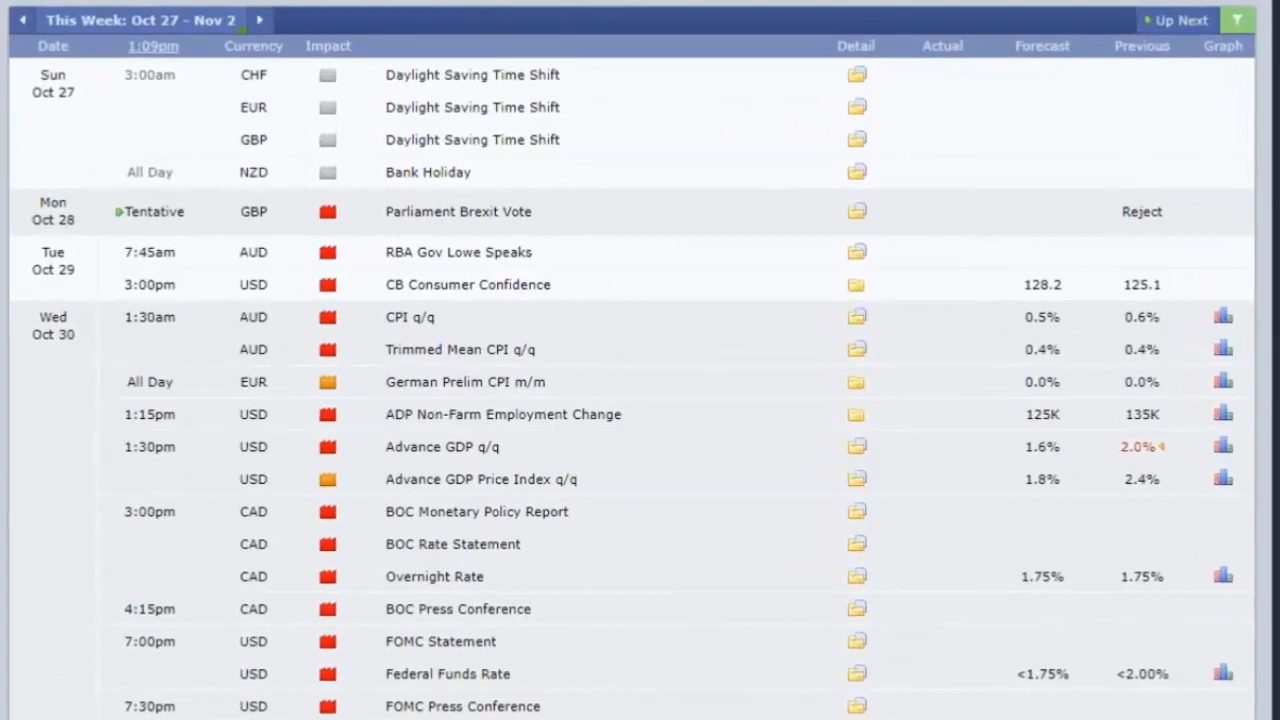 This Week: Oct 27 - Nov 2 Up Next
Date 1:09pm Currency Impact Detail Actual Forecast Previous Graph
Sun Oct 27 3:00am CHF Daylight Saving Time Shift
EUR Daylight Saving Time Shift
GBP Daylight Saving Time Shift
All Day NZD Bank Holiday
Mon Oct 28 Tentative GBP Parliament Brexit Vote Reject
Tue Oct 29 7:45am AUD RBA Gov Lowe Speaks
3:00pm USD CB Consumer Confidence 128.2 125.1
Wed Oct 30 1:30am AUD CPI q/q 0.5% 0.6%
AUD Trimmed Mean CPI q/q 0.4% 0.4%
All Day EUR German Prelim CPI m/m 0.0% 0.0%
1:15pm USD ADP Non-Farm Employment Change 125K 135K
1:30pm USD Advance GDP q/q 1.6% 2.0%
USD Advance GDP Price Index q/q 1.8% 2.4%
3:00pm CAD BOC Monetary Policy Report
CAD BOC Rate Statement
CAD Overnight Rate 1.75% 1.75%
4:15pm CAD BOC Press Conference
7:00pm USD FOMC Statement
USD Federal Funds Rate <1.75% <2.00%
7:30pm USD FOMC Press Conference